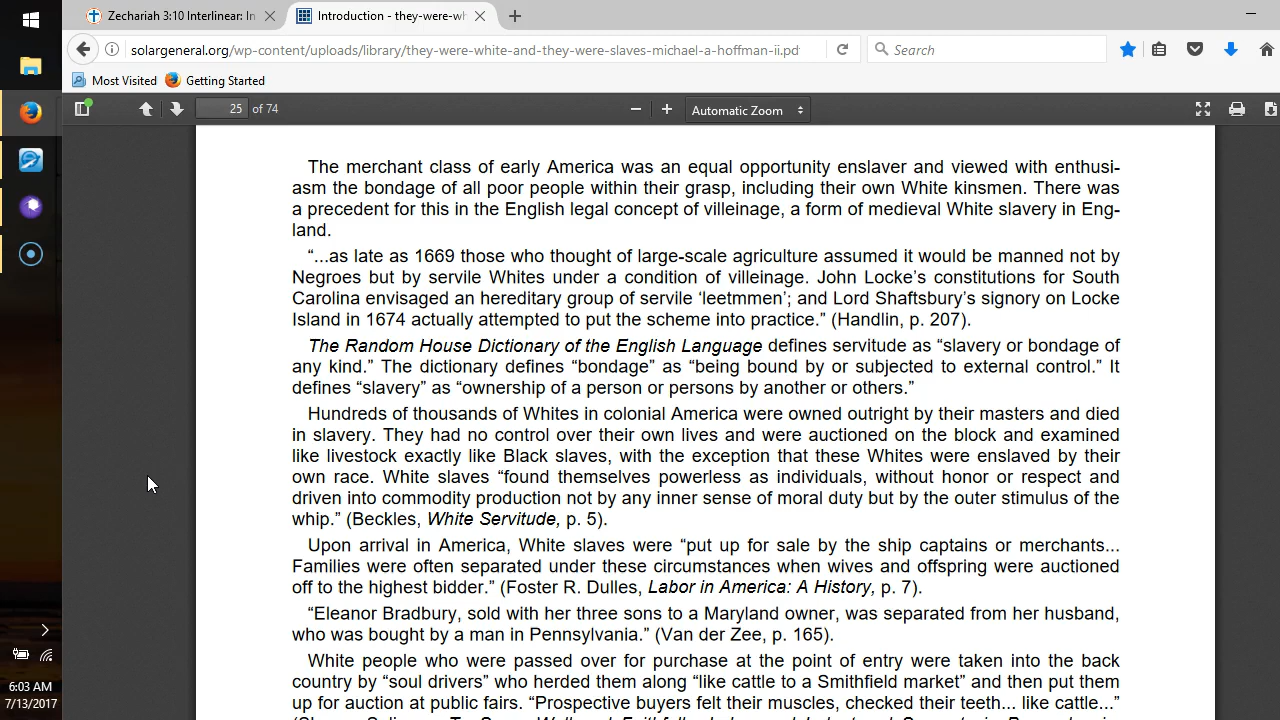 Zechariah 3:10 Interlinear: In
Introduction - they-were-wh
solargeneral.org/wp-content/uploads/library/they-were-white-and-they-were-slaves-michael-a-hoffman-ii.pdf
Search
Most Visited
Getting Started
25 of 74
Automatic Zoom
The merchant class of early America was an equal opportunity enslaver and viewed with enthusi-
asm the bondage of all poor people within their grasp, including their own White kinsmen. There was
a precedent for this in the English legal concept of villeinage, a form of medieval White slavery in Eng-
land.
“...as late as 1669 those who thought of large-scale agriculture assumed it would be manned not by
Negroes but by servile Whites under a condition of villeinage. John Locke’s constitutions for South
Carolina envisaged an hereditary group of servile ‘leetmmen’; and Lord Shaftsbury’s signory on Locke
Island in 1674 actually attempted to put the scheme into practice.” (Handlin, p. 207).
The Random House Dictionary of the English Language defines servitude as “slavery or bondage of
any kind.” The dictionary defines “bondage” as “being bound by or subjected to external control.” It
defines “slavery” as “ownership of a person or persons by another or others.”
Hundreds of thousands of Whites in colonial America were owned outright by their masters and died
in slavery. They had no control over their own lives and were auctioned on the block and examined
like livestock exactly like Black slaves, with the exception that these Whites were enslaved by their
own race. White slaves “found themselves powerless as individuals, without honor or respect and
driven into commodity production not by any inner sense of moral duty but by the outer stimulus of the
whip.” (Beckles, White Servitude, p. 5).
Upon arrival in America, White slaves were “put up for sale by the ship captains or merchants...
Families were often separated under these circumstances when wives and offspring were auctioned
off to the highest bidder.” (Foster R. Dulles, Labor in America: A History, p. 7).
“Eleanor Bradbury, sold with her three sons to a Maryland owner, was separated from her husband,
who was bought by a man in Pennsylvania.” (Van der Zee, p. 165).
White people who were passed over for purchase at the point of entry were taken into the back
country by “soul drivers” who herded them along “like cattle to a Smithfield market” and then put them
up for auction at public fairs. “Prospective buyers felt their muscles, checked their teeth... like cattle...”
6:03 AM
7/13/2017